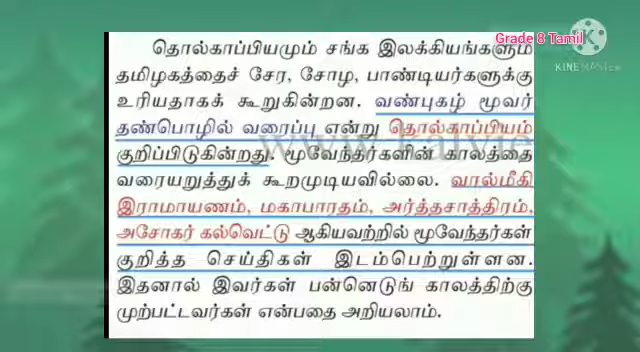 Grade 8 Tamil
KINEMASTER
தொல்காப்பியமும் சங்க இலக்கியங்களும்
தமிழகத்தைச் சேர, சோழ, பாண்டியர்களுக்கு
உரியதாகக் கூறுகின்றன. வண்புகழ் மூவர்
தண்பொழில் வரைப்பு என்று தொல்காப்பியம்
குறிப்பிடுகின்றது. மூவேந்தர்களின் காலத்தை
வரையறுத்துக் கூறமுடியவில்லை. வால்மீகி
இராமாயணம், மகாபாரதம், அர்த்தசாத்திரம்,
அசோகர் கல்வெட்டு ஆகியவற்றில் மூவேந்தர்கள்
குறித்த செய்திகள் இடம்பெற்றுள்ளன.
இதனால் இவர்கள் பன்னெடுங் காலத்திற்கு
முற்பட்டவர்கள் என்பதை அறியலாம்.